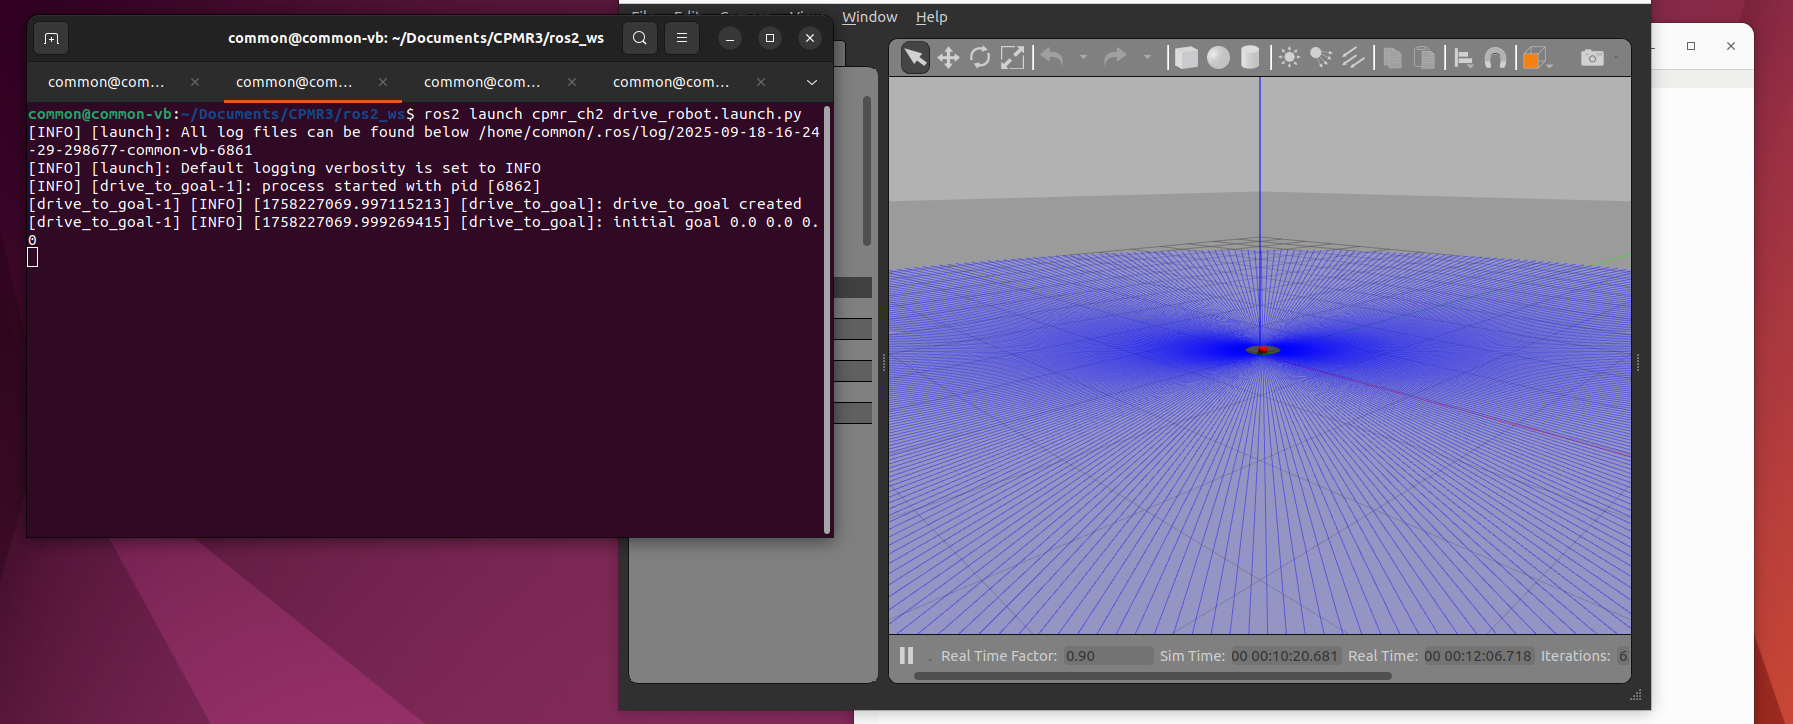 Window Help
common@common-vb: ~/Documents/CPMR3/ros2_ws
common@com... common@com... common@com... common@com...
common@common-vb:~/Documents/CPMR3/ros2_ws$ ros2 launch cpmr_ch2 drive_robot.launch.py
[INFO] [launch]: All log files can be found below /home/common/.ros/log/2025-09-18-16-24
-29-298677-common-vb-6861
[INFO] [launch]: Default logging verbosity is set to INFO
[INFO] [drive_to_goal-1]: process started with pid [6862]
[drive_to_goal-1] [INFO] [1758227069.997115213] [drive_to_goal]: drive_to_goal created
[drive_to_goal-1] [INFO] [1758227069.999269415] [drive_to_goal]: initial goal 0.0 0.0 0.
0
Real Time Factor: 0.90 Sim Time: 00 00:10:20.681 Real Time: 00 00:12:06.718 Iterations: 6